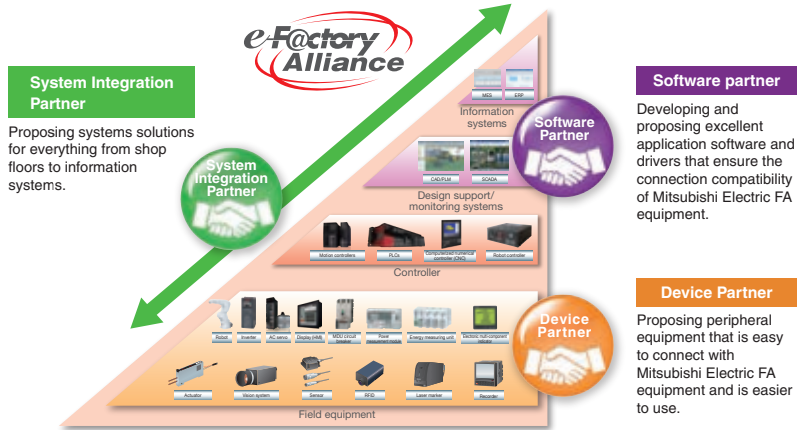 e-F@ctory
Alliance
System Integration
Partner
Proposing systems solutions
for everything from shop
floors to information
systems.
System
Integration
Partner
MES
ERP
Information
systems
Software
Partner
CAD/PLM
SCADA
Design support/
monitoring systems
Motion controllers
PLCs
Computerized numerical
controller (CNC)
Robot controller
Controller
Robot
Inverter
AC servo
Display (HMI)
MDU circuit
breaker
Power
measurement module
Energy measuring unit
Electronic multi-component
indicator
Actuator
Vision system
Sensor
RFID
Laser marker
Recorder
Field equipment
Device
Partner
Software partner
Developing and
proposing excellent
application software and
drivers that ensure the
connection compatibility
of Mitsubishi Electric FA
equipment.
Device Partner
Proposing peripheral
equipment that is easy
to connect with
Mitsubishi Electric FA
equipment and is easier
to use.